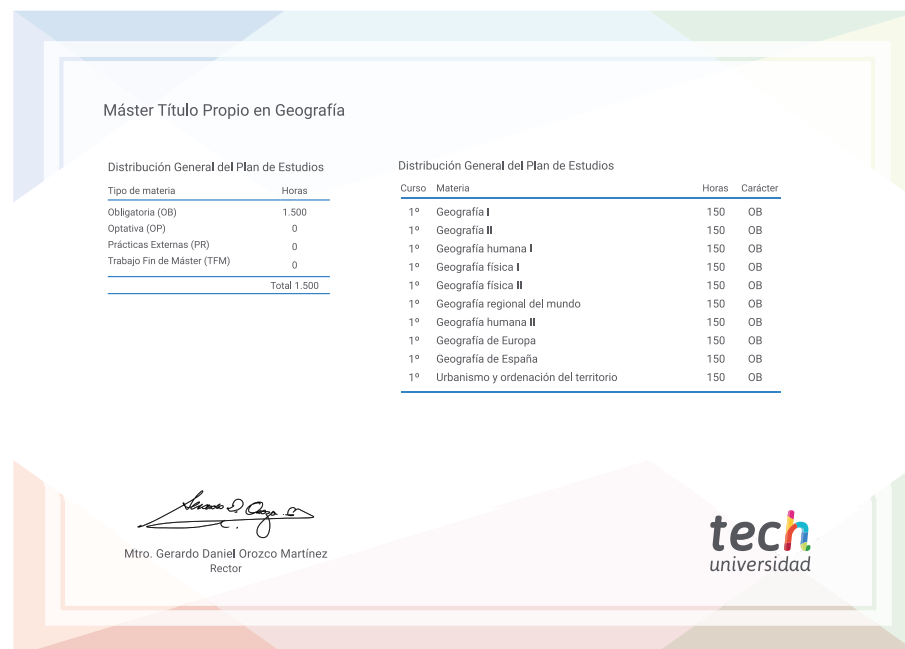 Máster Título Propio en Geografía
Distribución General del Plan de Estudios
Tipo de materia Horas
Obligatoria (OB) 1.500
Optativa (OP) 0
Prácticas Externas (PR) 0
Trabajo Fin de Máster (TFM) 0
Total 1.500
Distribución General del Plan de Estudios
Curso Materia Horas Carácter
1º Geografía I 150 OB
1º Geografía II 150 OB
1º Geografía humana I 150 OB
1º Geografía física I 150 OB
1º Geografía física II 150 OB
1º Geografía regional del mundo 150 OB
1º Geografía humana II 150 OB
1º Geografía de Europa 150 OB
1º Geografía de España 150 OB
1º Urbanismo y ordenación del territorio 150 OB
Mtro. Gerardo Daniel Orozco Martínez
Rector
tech
universidad